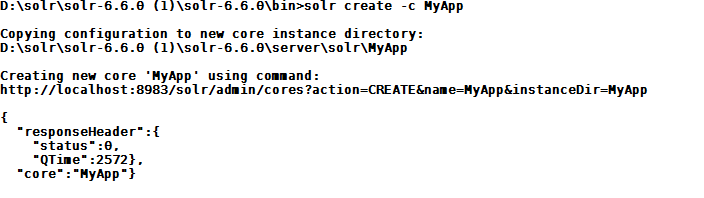 D:\solr\solr-6.6.0 (1)\solr-6.6.0\bin>solr create -c MyApp
Copying configuration to new core instance directory:
D:\solr\solr-6.6.0 (1)\solr-6.6.0\server\solr\MyApp
Creating new core 'MyApp' using command:
http://localhost:8983/solr/admin/cores?action=CREATE&name=MyApp&instanceDir=MyApp
{
  "responseHeader":{
    "status":0,
    "QTime":2572},
  "core":"MyApp"}